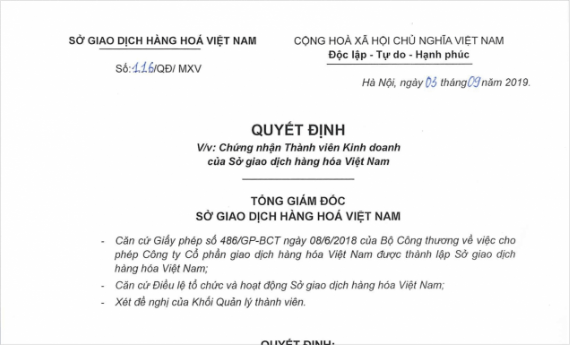 SỞ GIAO DỊCH HÀNG HOÁ VIỆT NAM
CỘNG HOÀ XÃ HỘI CHỦ NGHĨA VIỆT NAM
Độc lập - Tự do - Hạnh phúc
Số: 116/QĐ/ MXV
Hà Nội, ngày 03 tháng 09 năm 2019.
QUYẾT ĐỊNH
V/v: Chứng nhận Thành viên Kinh doanh
của Sở giao dịch hàng hóa Việt Nam
TỔNG GIÁM ĐỐC
SỞ GIAO DỊCH HÀNG HOÁ VIỆT NAM
- Căn cứ Giấy phép số 486/GP-BCT ngày 08/6/2018 của Bộ Công thương về việc cho
phép Công ty Cổ phần giao dịch hàng hóa Việt Nam được thành lập Sở giao dịch
hàng hóa Việt Nam;
- Căn cứ Điều lệ tổ chức và hoạt động Sở giao dịch hàng hóa Việt Nam;
- Xét đề nghị của Khối Quản lý thành viên.
QUYẾT ĐỊNH: